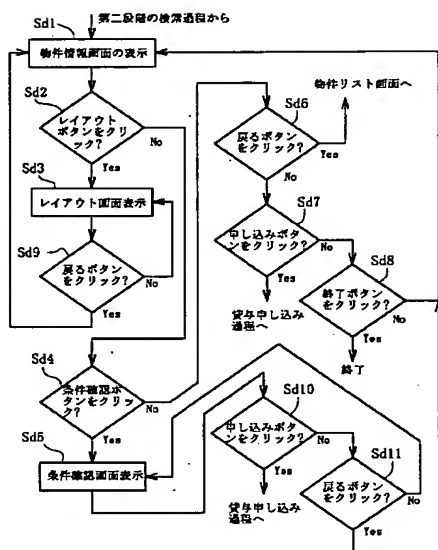 第二段階の検索過程から
Sd1
物件情報画面の表示
Sd2
レイアウト
ボタンをクリ
ック?
No
Yes
Sd3
レイアウト画面表示
Sd9
戻るボタン
をクリック?
No
Yes
Sd4
条件確認ボ
タンをクリッ
ク?
No
Yes
Sd5
条件確認画面表示
物件リスト画面へ
Sd6
戻るボタン
をクリック?
Yes
No
Sd7
申し込みボタ
ンをクリック?
No
Yes
貸与申し込み
過程へ
Sd8
終了ボタン
をクリック?
No
Yes
終了
Sd10
申し込みボタ
ンをクリック?
No
Yes
貸与申し込み
過程へ
Sd11
戻るボタン
をクリック?
No
Yes